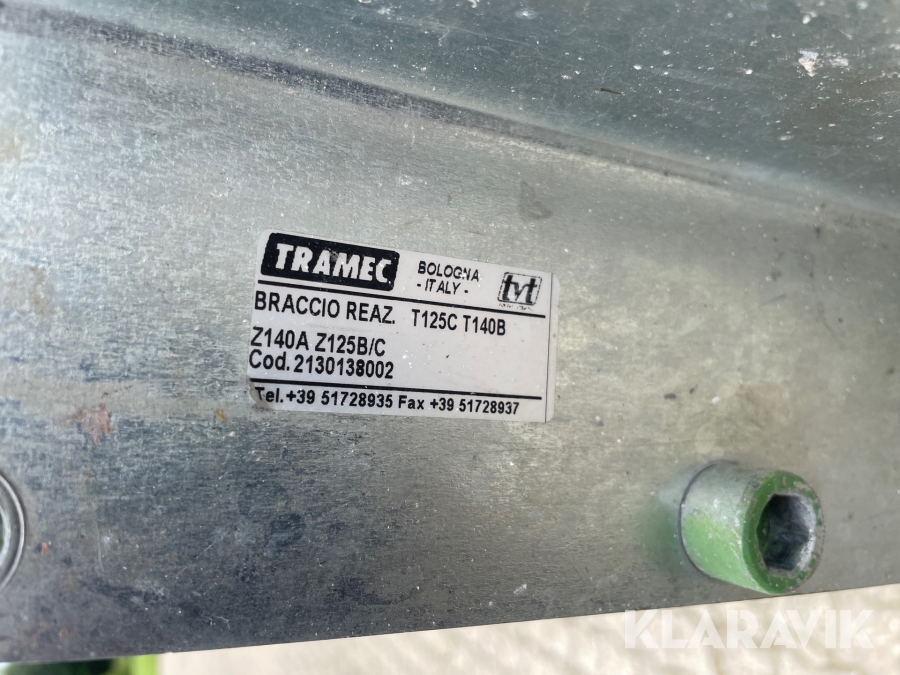 TRAMEC
BOLOGNA
- ITALY -
tvt
BRACCIO REAZ. T125C T140B
Z140A Z125B/C
Cod. 2130138002
Tel. +39 51728935 Fax +39 51728937
KLARAVIK